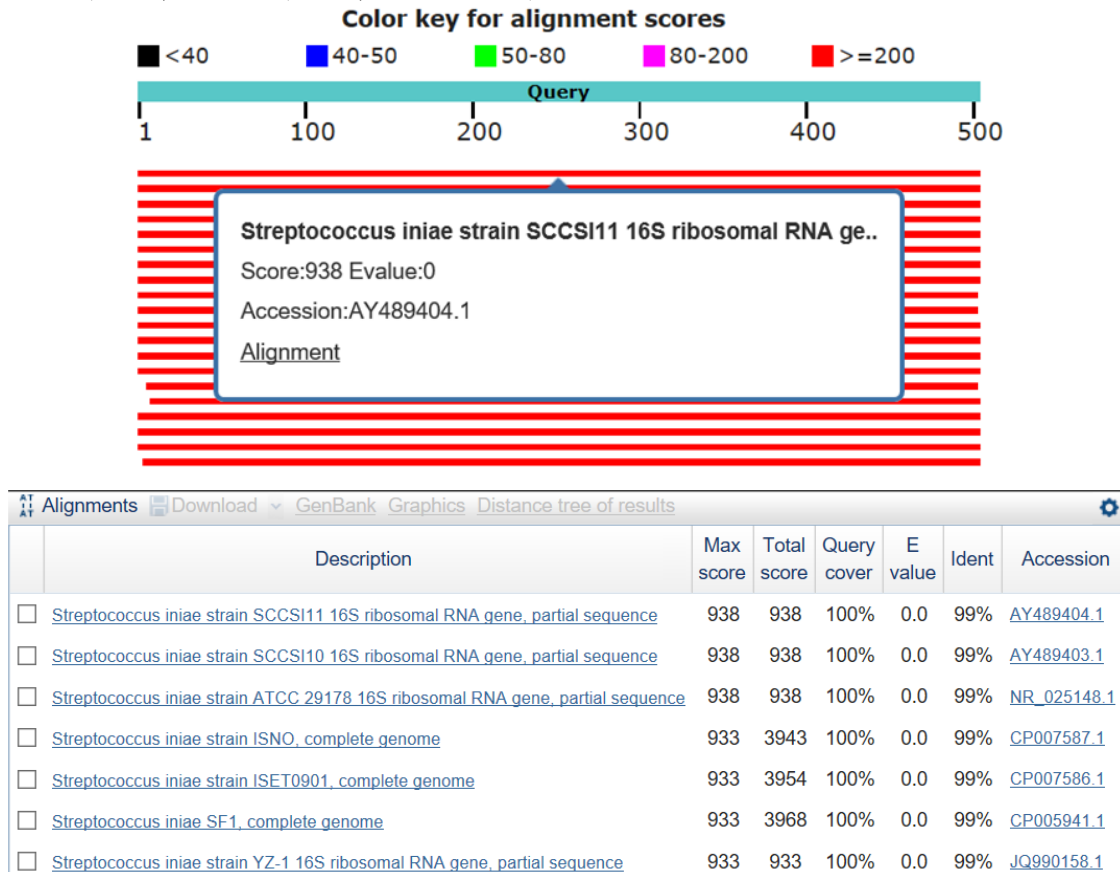 Color key for alignment scores
<40 40-50 50-80 80-200 >=200
Query
1 100 200 300 400 500
Streptococcus iniae strain SCCSI11 16S ribosomal RNA ge..
Score:938 Evalue:0
Accession:AY489404.1
Alignment
Alignments Download GenBank Graphics Distance tree of results
Description Max score Total score Query cover E value Ident Accession
Streptococcus iniae strain SCCSI11 16S ribosomal RNA gene, partial sequence 938 938 100% 0.0 99% AY489404.1
Streptococcus iniae strain SCCSI10 16S ribosomal RNA gene, partial sequence 938 938 100% 0.0 99% AY489403.1
Streptococcus iniae strain ATCC 29178 16S ribosomal RNA gene, partial sequence 938 938 100% 0.0 99% NR_025148.1
Streptococcus iniae strain ISNO, complete genome 933 3943 100% 0.0 99% CP007587.1
Streptococcus iniae strain ISET0901, complete genome 933 3954 100% 0.0 99% CP007586.1
Streptococcus iniae SF1, complete genome 933 3968 100% 0.0 99% CP005941.1
Streptococcus iniae strain YZ-1 16S ribosomal RNA gene, partial sequence 933 933 100% 0.0 99% JQ990158.1